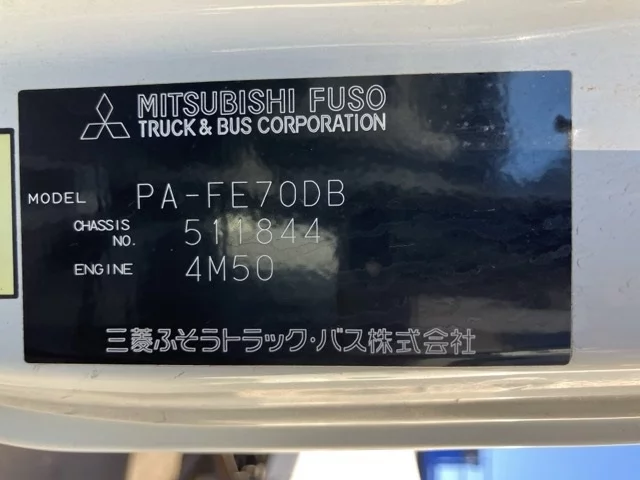 MITSUBISHI FUSO
TRUCK & BUS CORPORATION
MODEL PA-FE70DB
CHASSIS NO. 511844
ENGINE 4M50
三菱ふそうトラック・バス株式会社